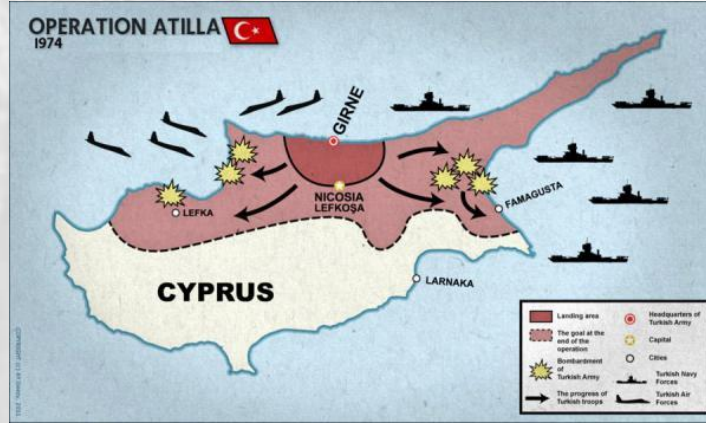 OPERATION ATILLA
1974
GIRNE
NICOSIA
LEFKOŞA
LEFKA
FAMAGUSTA
LARNAKA
CYPRUS
Landing area
The goal at the
end of the
operation
Bombardment
of
Turkish Army
The progress of
Turkish troops
Headquarters of
Turkish Army
Capital
Cities
Turkish Navy
Forces
Turkish Air
Forces